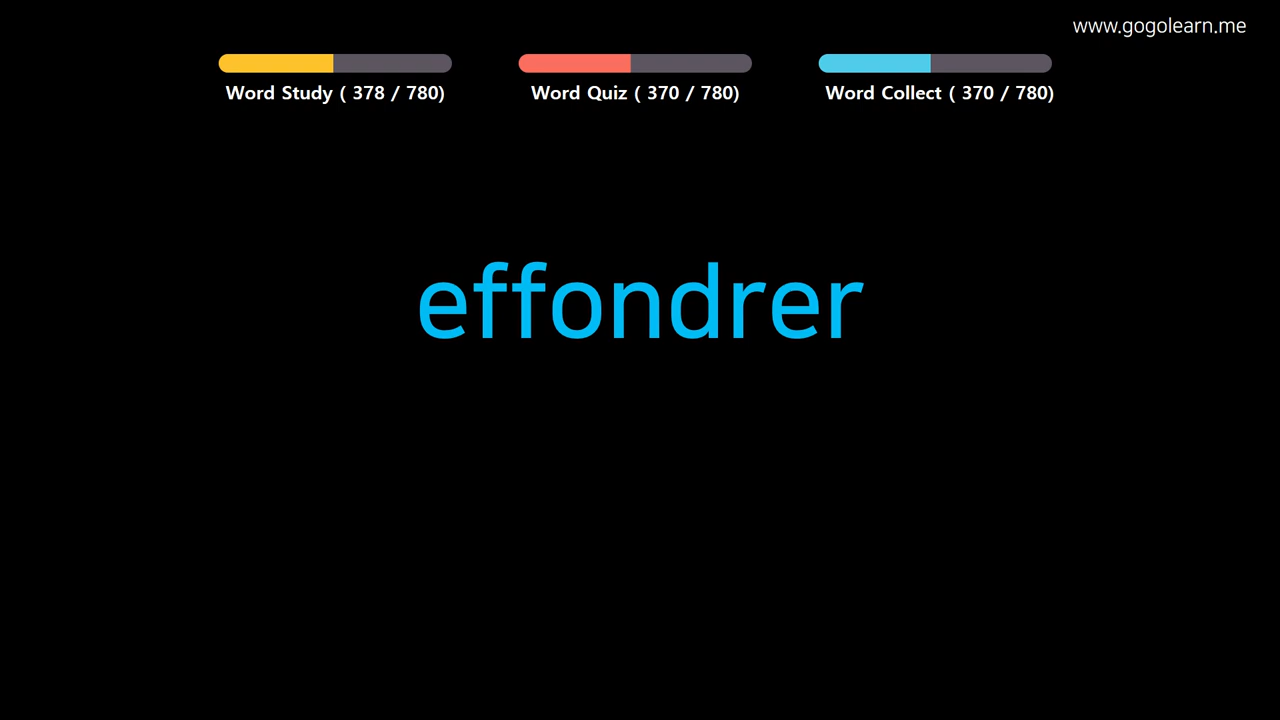 www.gogolearn.me
Word Study ( 378 / 780)
Word Quiz ( 370 / 780)
Word Collect ( 370 / 780)
effondrer